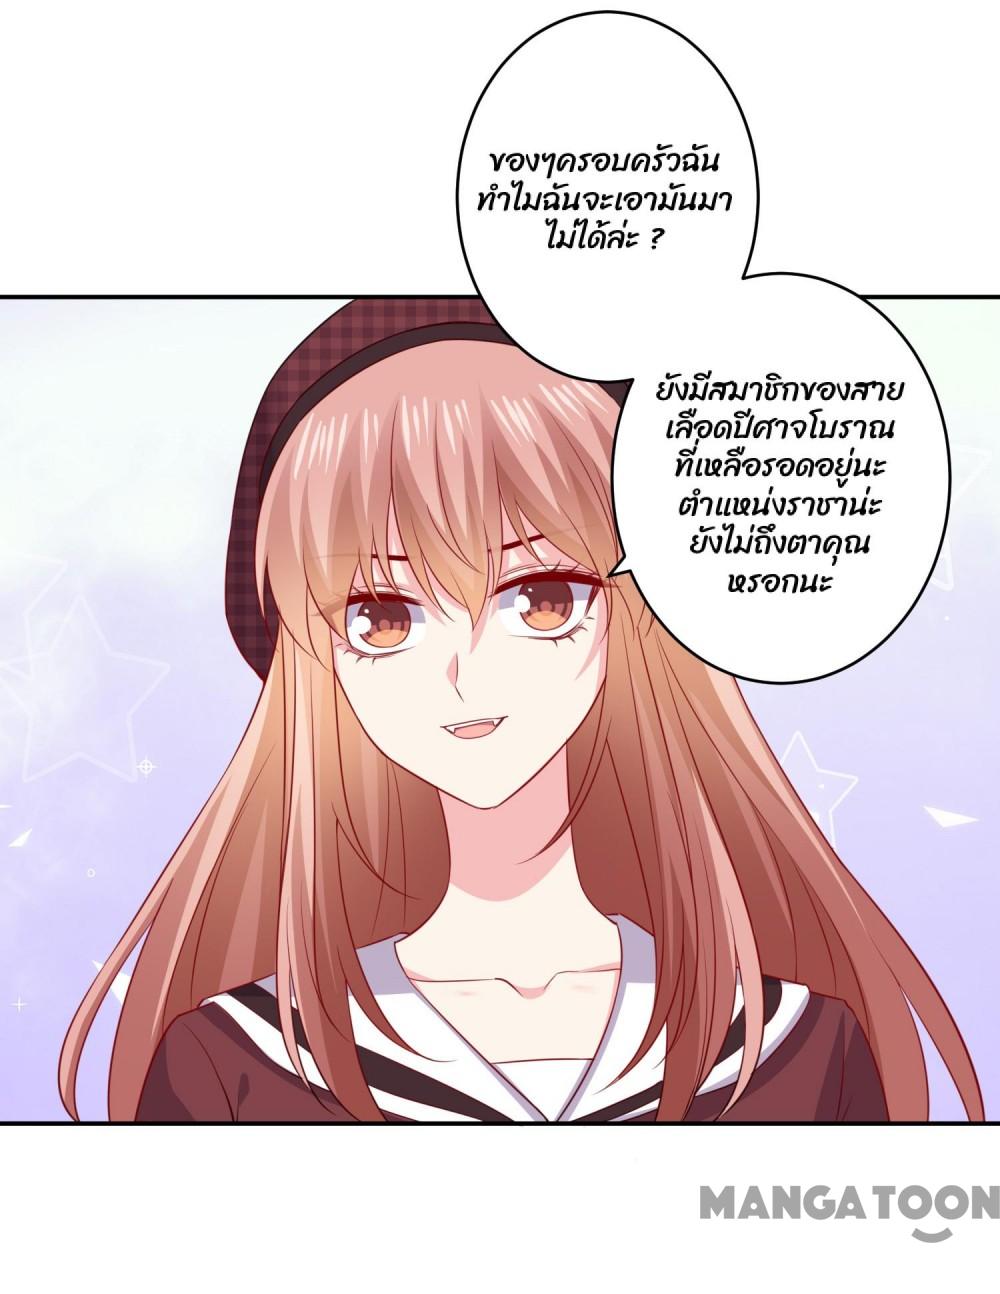 ของๆครอบครัวฉัน
ทำไมฉันจะเอามันมา
ไม่ได้ล่ะ ?
ยังมีสมาชิกของสาย
เลือดปีศาจโบราณ
ที่เหลือรอดอยู่นะ
ตำแหน่งราชาน่ะ
ยังไม่ถึงตาคุณ
หรอกนะ
MANGATOON